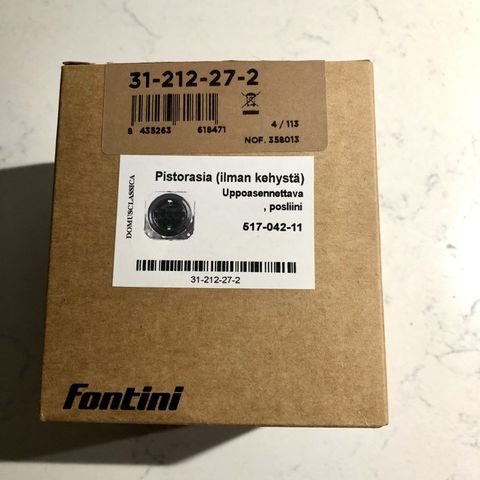 31-212-27-2
8 435263 618471
4 / 113
NOF. 358013
DOMUSCLASSICA
Pistorasia (ilman kehystä)
Uppoasennettava
, posliini
517-042-11
31-212-27-2
fontini